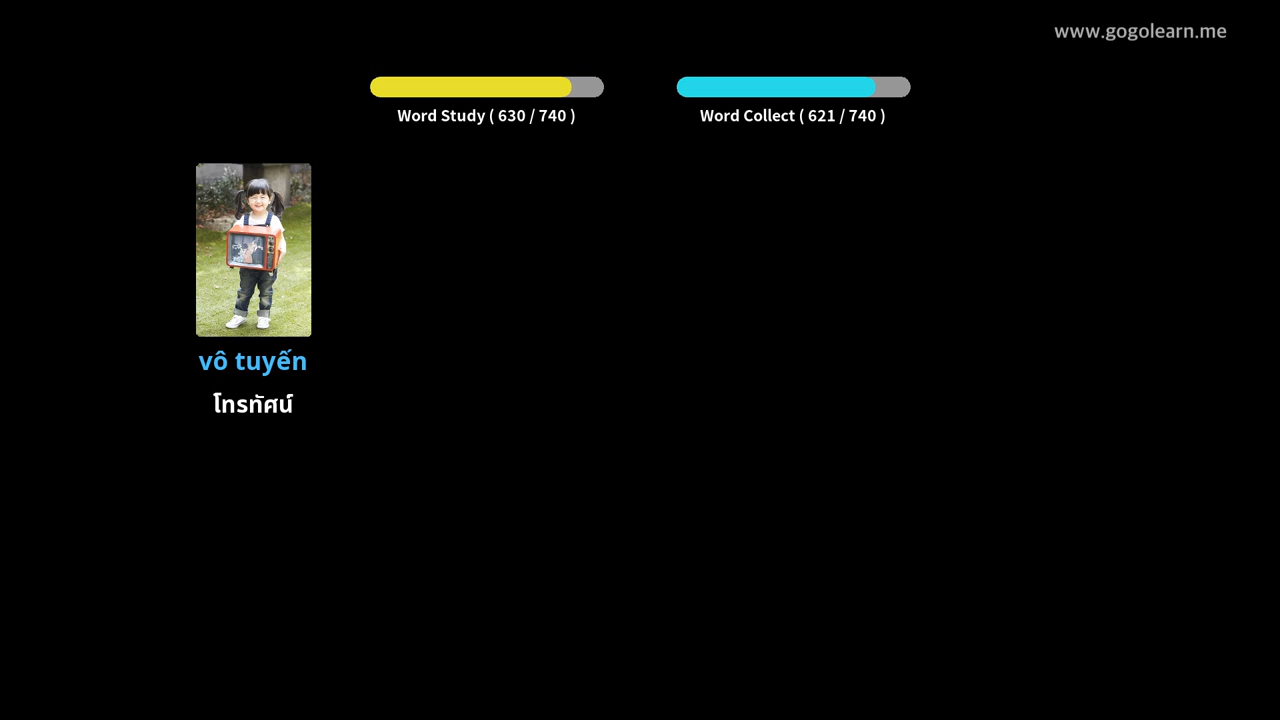 www.gogolearn.me
Word Study ( 630 / 740 )
Word Collect ( 621 / 740 )
vô tuyến
โทรทัศน์